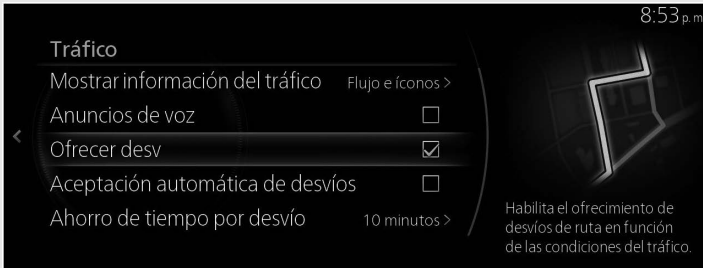 8:53 p. m
Tráfico
Mostrar información del tráfico Flujo e íconos >
Anuncios de voz
Ofrecer desv
Aceptación automática de desvíos
Ahorro de tiempo por desvío 10 minutos >
Habilita el ofrecimiento de
desvíos de ruta en función
de las condiciones del tráfico.